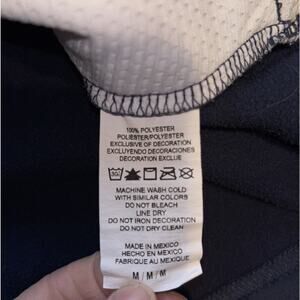 100% POLYESTER
POLIESTER/POLYESTER
EXCLUSIVE OF DECORATION
EXCLUYENDO DECORACIONES
DECORATION EXCLUE
MACHINE WASH COLD
WITH SIMILAR COLORS
DO NOT BLEACH
LINE DRY
DO NOT IRON DECORATION
DO NOT DRY CLEAN
MADE IN MEXICO
HECHO EN MEXICO
FABRIQUE AU MEXIQUE
M / M / M